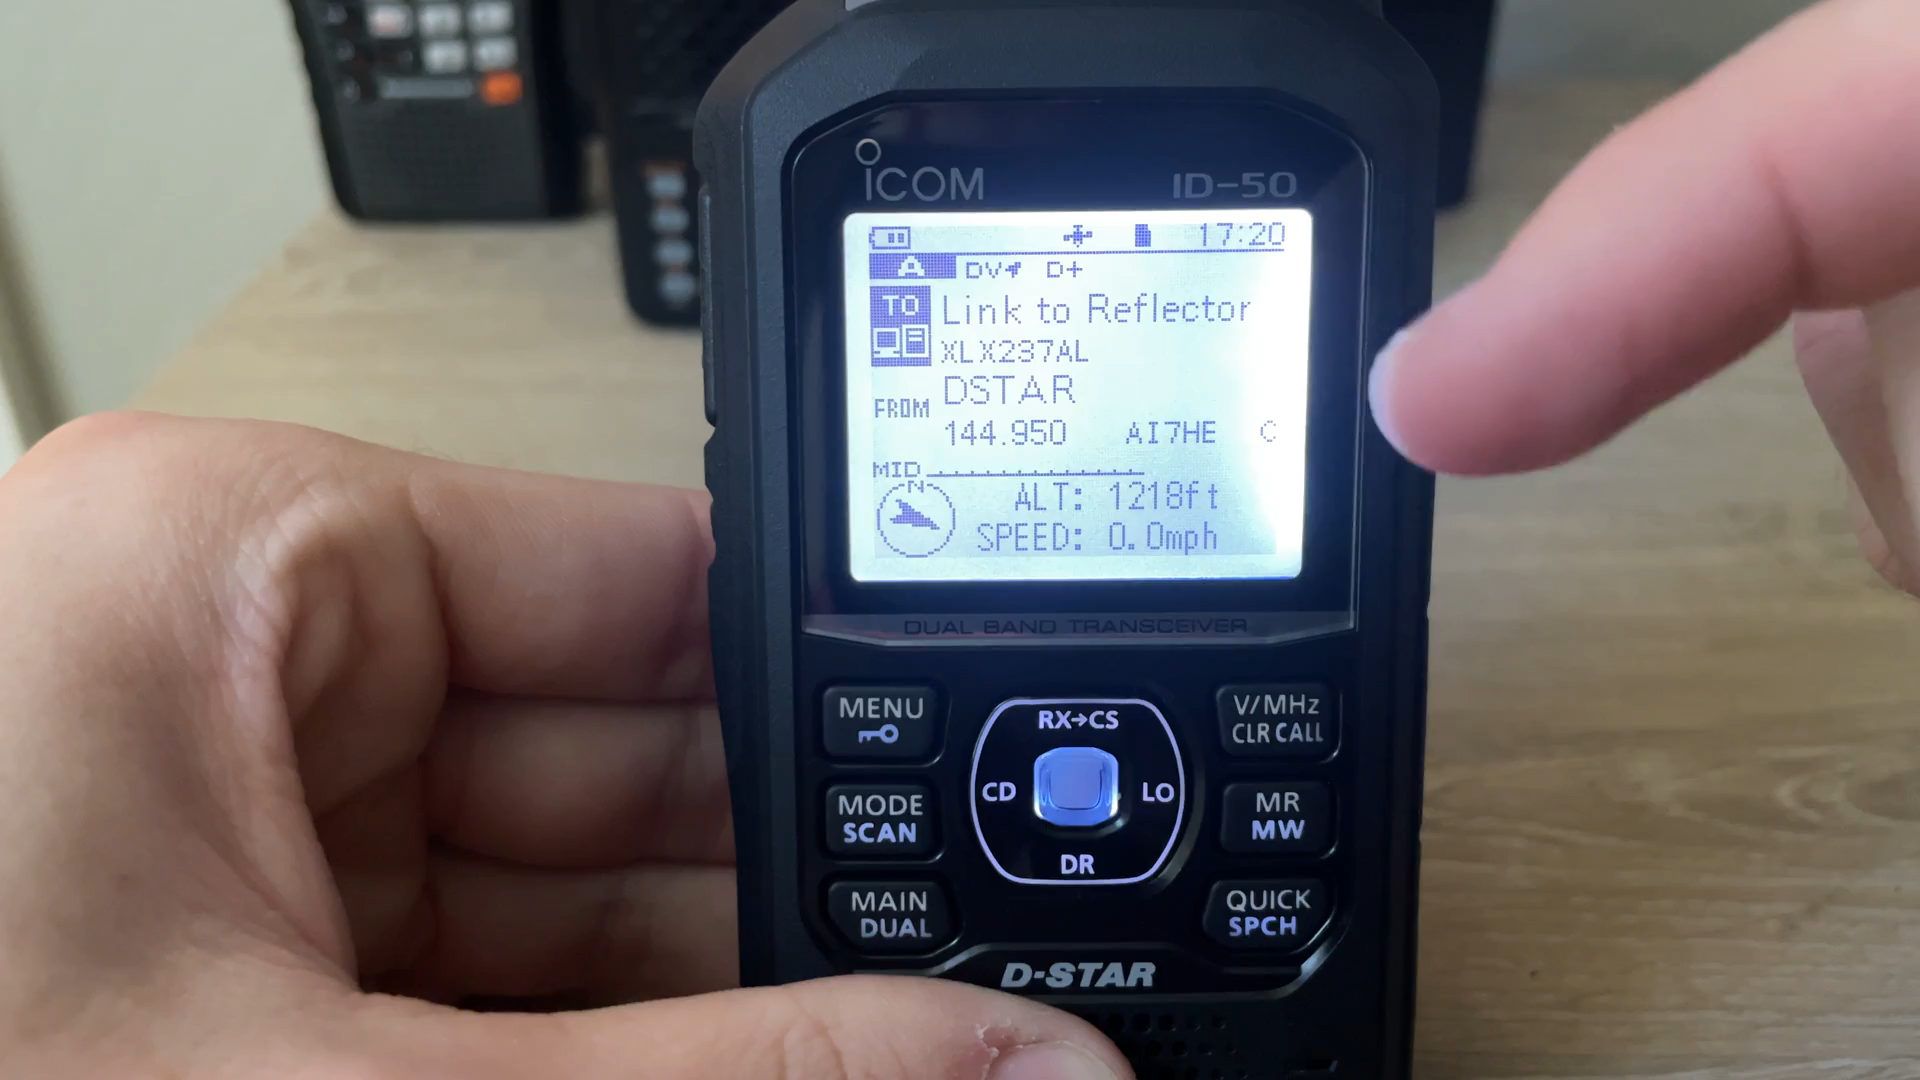 ICOM
ID-50
17:20
A DV D+
TO Link to Reflector
XLX237AL
DSTAR
FROM
144.950 AI7HE C
MID
N
ALT: 1218ft
SPEED: 0.0mph
DUAL BAND TRANSCEIVER
MENU
RX→CS
V/MHz
CLR CALL
MODE
SCAN
CD
LO
MR
MW
DR
MAIN
DUAL
QUICK
SPCH
D-STAR